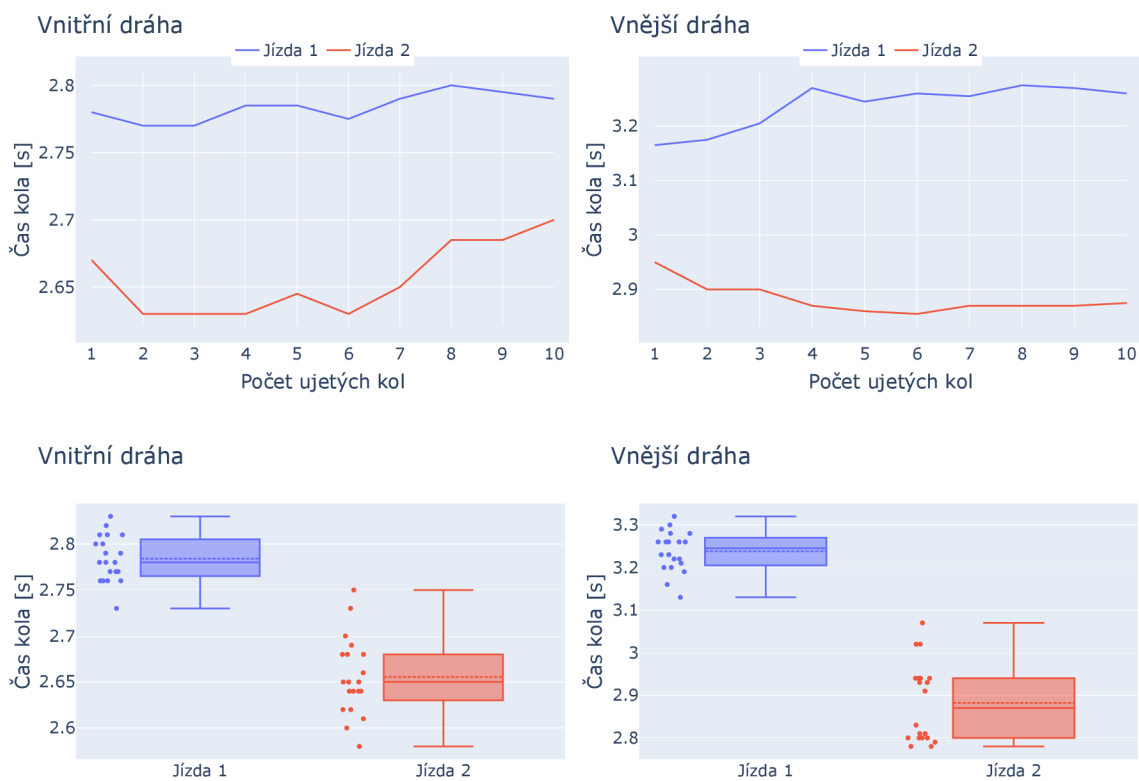 Vnitřní dráha
Jízda 1 Jízda 2
2.8
2.75
2.7
2.65
Čas kola [s]
1 2 3 4 5 6 7 8 9 10
Počet ujetých kol
Vnější dráha
Jízda 1 Jízda 2
3.2
3.1
3
2.9
Čas kola [s]
1 2 3 4 5 6 7 8 9 10
Počet ujetých kol
Vnitřní dráha
2.8
2.75
2.7
2.65
2.6
Čas kola [s]
Jízda 1 Jízda 2
Vnější dráha
3.3
3.2
3.1
3
2.9
2.8
Čas kola [s]
Jízda 1 Jízda 2